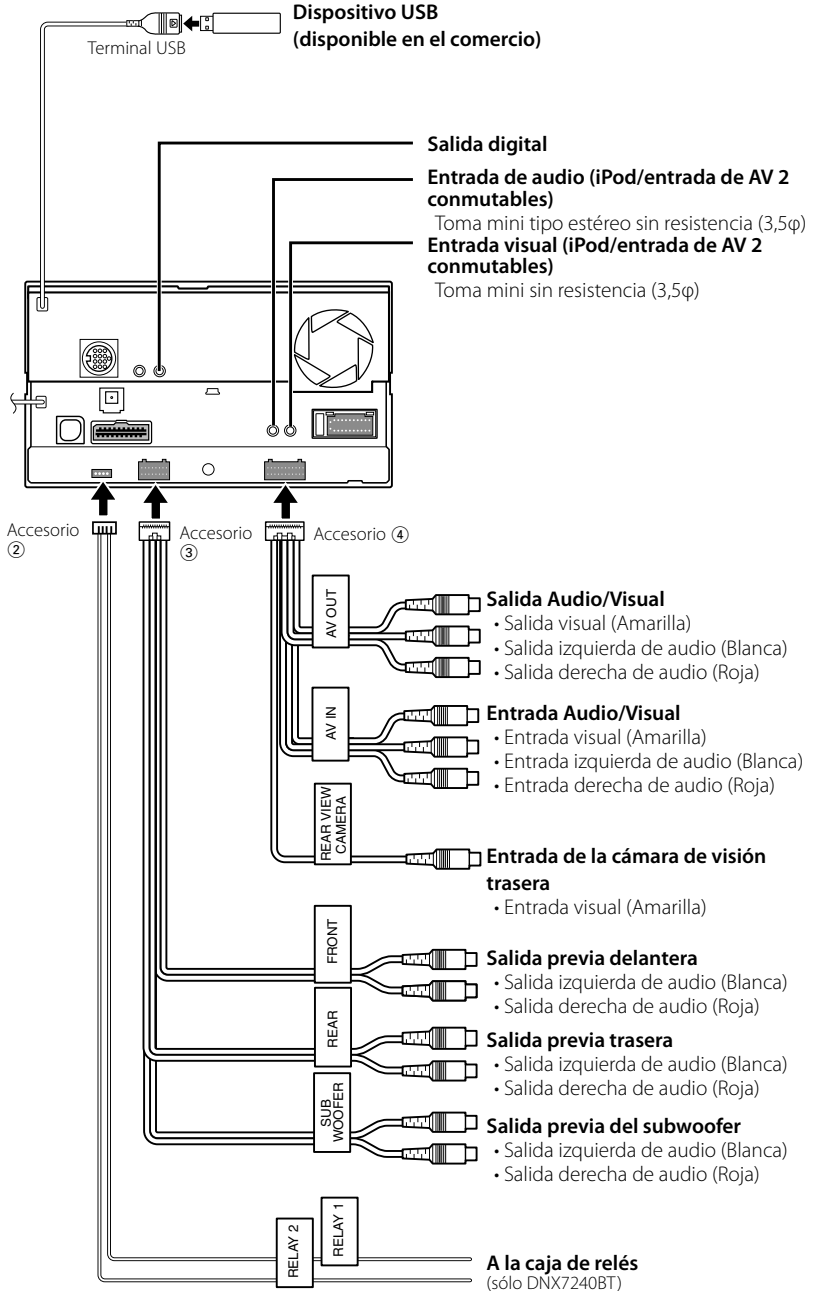 Dispositivo USB
(disponible en el comercio)
Terminal USB
Salida digital
Entrada de audio (iPod/entrada de AV 2
conmutables)
Toma mini tipo estéreo sin resistencia (3,5φ)
Entrada visual (iPod/entrada de AV 2
conmutables)
Toma mini sin resistencia (3,5φ)
Accesorio
②
Accesorio
③
Accesorio ④
AV OUT
Salida Audio/Visual
• Salida visual (Amarilla)
• Salida izquierda de audio (Blanca)
• Salida derecha de audio (Roja)
AV IN
Entrada Audio/Visual
• Entrada visual (Amarilla)
• Entrada izquierda de audio (Blanca)
• Entrada derecha de audio (Roja)
REAR VIEW
CAMERA
Entrada de la cámara de visión
trasera
• Entrada visual (Amarilla)
FRONT
Salida previa delantera
• Salida izquierda de audio (Blanca)
• Salida derecha de audio (Roja)
REAR
Salida previa trasera
• Salida izquierda de audio (Blanca)
• Salida derecha de audio (Roja)
SUB
WOOFER
Salida previa del subwoofer
• Salida izquierda de audio (Blanca)
• Salida derecha de audio (Roja)
RELAY 2
RELAY 1
A la caja de relés
(sólo DNX7240BT)